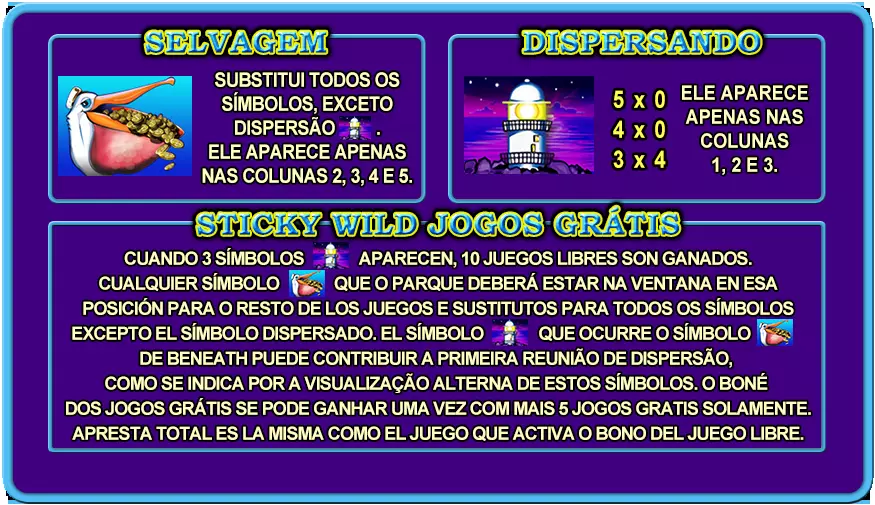 SELVAGEM
SUBSTITUI TODOS OS
SÍMBOLOS, EXCETO
DISPERSÃO .
ELE APARECE APENAS
NAS COLUNAS 2, 3, 4 E 5.
DISPERSANDO
5 x 0
4 x 0
3 x 4
ELE APARECE
APENAS NAS
COLUNAS
1, 2 E 3.
STICKY WILD JOGOS GRÁTIS
CUANDO 3 SÍMBOLOS APARECEN, 10 JUEGOS LIBRES SON GANADOS.
CUALQUIER SÍMBOLO QUE O PARQUE DEBERÁ ESTAR NA VENTANA EN ESA
POSICIÓN PARA O RESTO DE LOS JUEGOS E SUSTITUTOS PARA TODOS OS SÍMBOLOS
EXCEPTO EL SÍMBOLO DISPERSADO. EL SÍMBOLO QUE OCURRE O SÍMBOLO
DE BENEATH PUEDE CONTRIBUIR A PRIMEIRA REUNIÃO DE DISPERSÃO,
COMO SE INDICA POR A VISUALIZAÇÃO ALTERNA DE ESTOS SÍMBOLOS. O BONÉ
DOS JOGOS GRÁTIS SE PODE GANHAR UMA VEZ COM MAIS 5 JOGOS GRATIS SOLAMENTE.
APRESTA TOTAL ES LA MISMA COMO EL JUEGO QUE ACTIVA O BONO DEL JUEGO LIBRE.